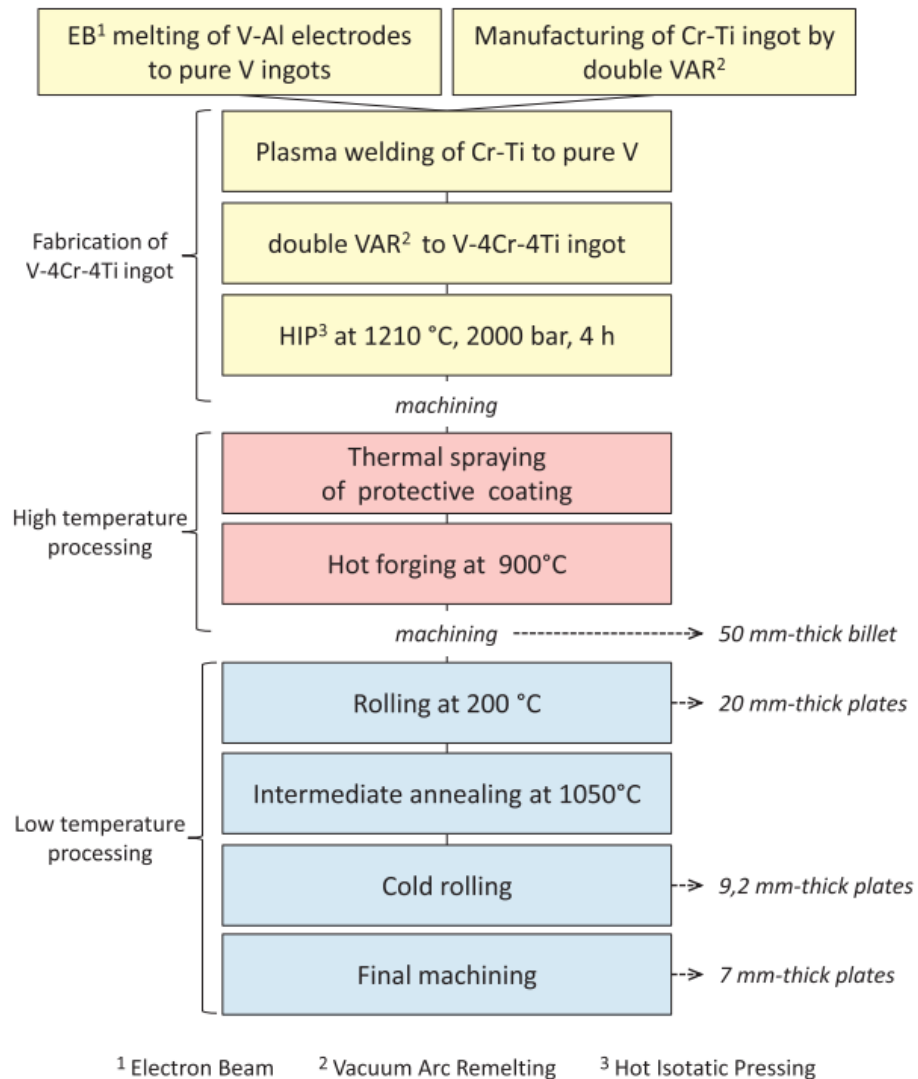 EB¹ melting of V-Al electrodes
to pure V ingots
Manufacturing of Cr-Ti ingot by
double VAR²
Plasma welding of Cr-Ti to pure V
double VAR² to V-4Cr-4Ti ingot
Fabrication of
V-4Cr-4Ti ingot
HIP³ at 1210 °C, 2000 bar, 4 h
machining
Thermal spraying
of protective coating
High temperature
processing
Hot forging at 900°C
machining
50 mm-thick billet
Rolling at 200 °C
20 mm-thick plates
Intermediate annealing at 1050°C
Low temperature
processing
Cold rolling
9,2 mm-thick plates
Final machining
7 mm-thick plates
¹ Electron Beam ² Vacuum Arc Remelting ³ Hot Isotatic Pressing